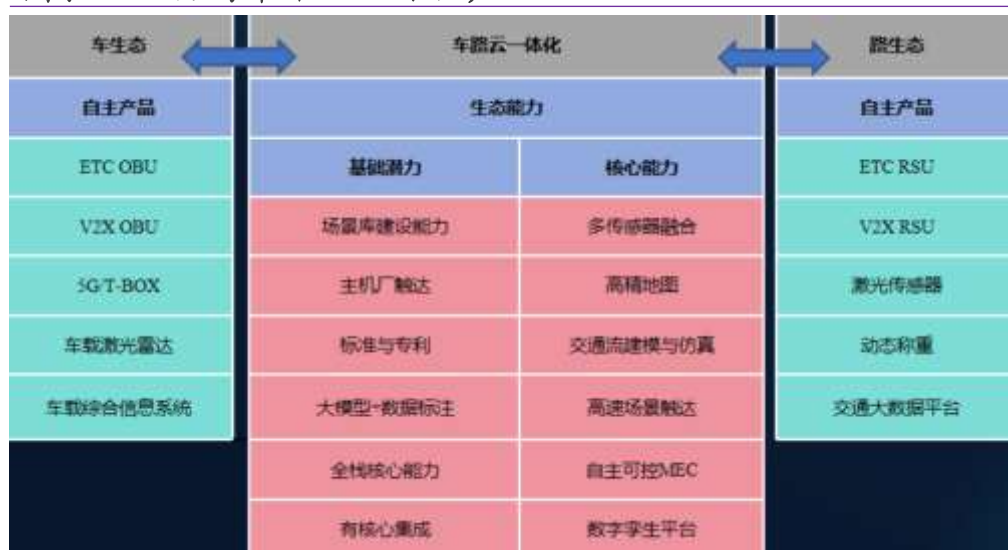 车生态
车路云一体化
路生态
自主产品
生态能力
自主产品
ETC OBU
基础潜力
核心能力
ETC RSU
V2X OBU
场景库建设能力
多传感器融合
V2X RSU
5G/T-BOX
主机厂触达
高精地图
激光传感器
车载激光雷达
标准与专利
交通流建模与仿真
动态称重
车载综合信息系统
大模型+数据标注
高速场景触达
交通大数据平台
全栈核心能力
自主可控MEC
有核心集成
数字孪生平台